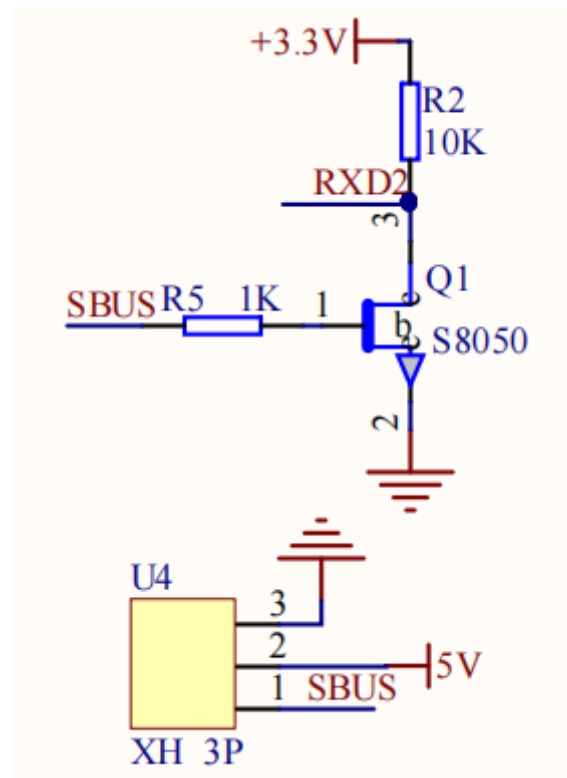 +3.3V
R2
10K
RXD2
3
c
Q1
SBUS R5 1K 1
b
e
S8050
2
U4
3
2
5V
1 SBUS
XH 3P